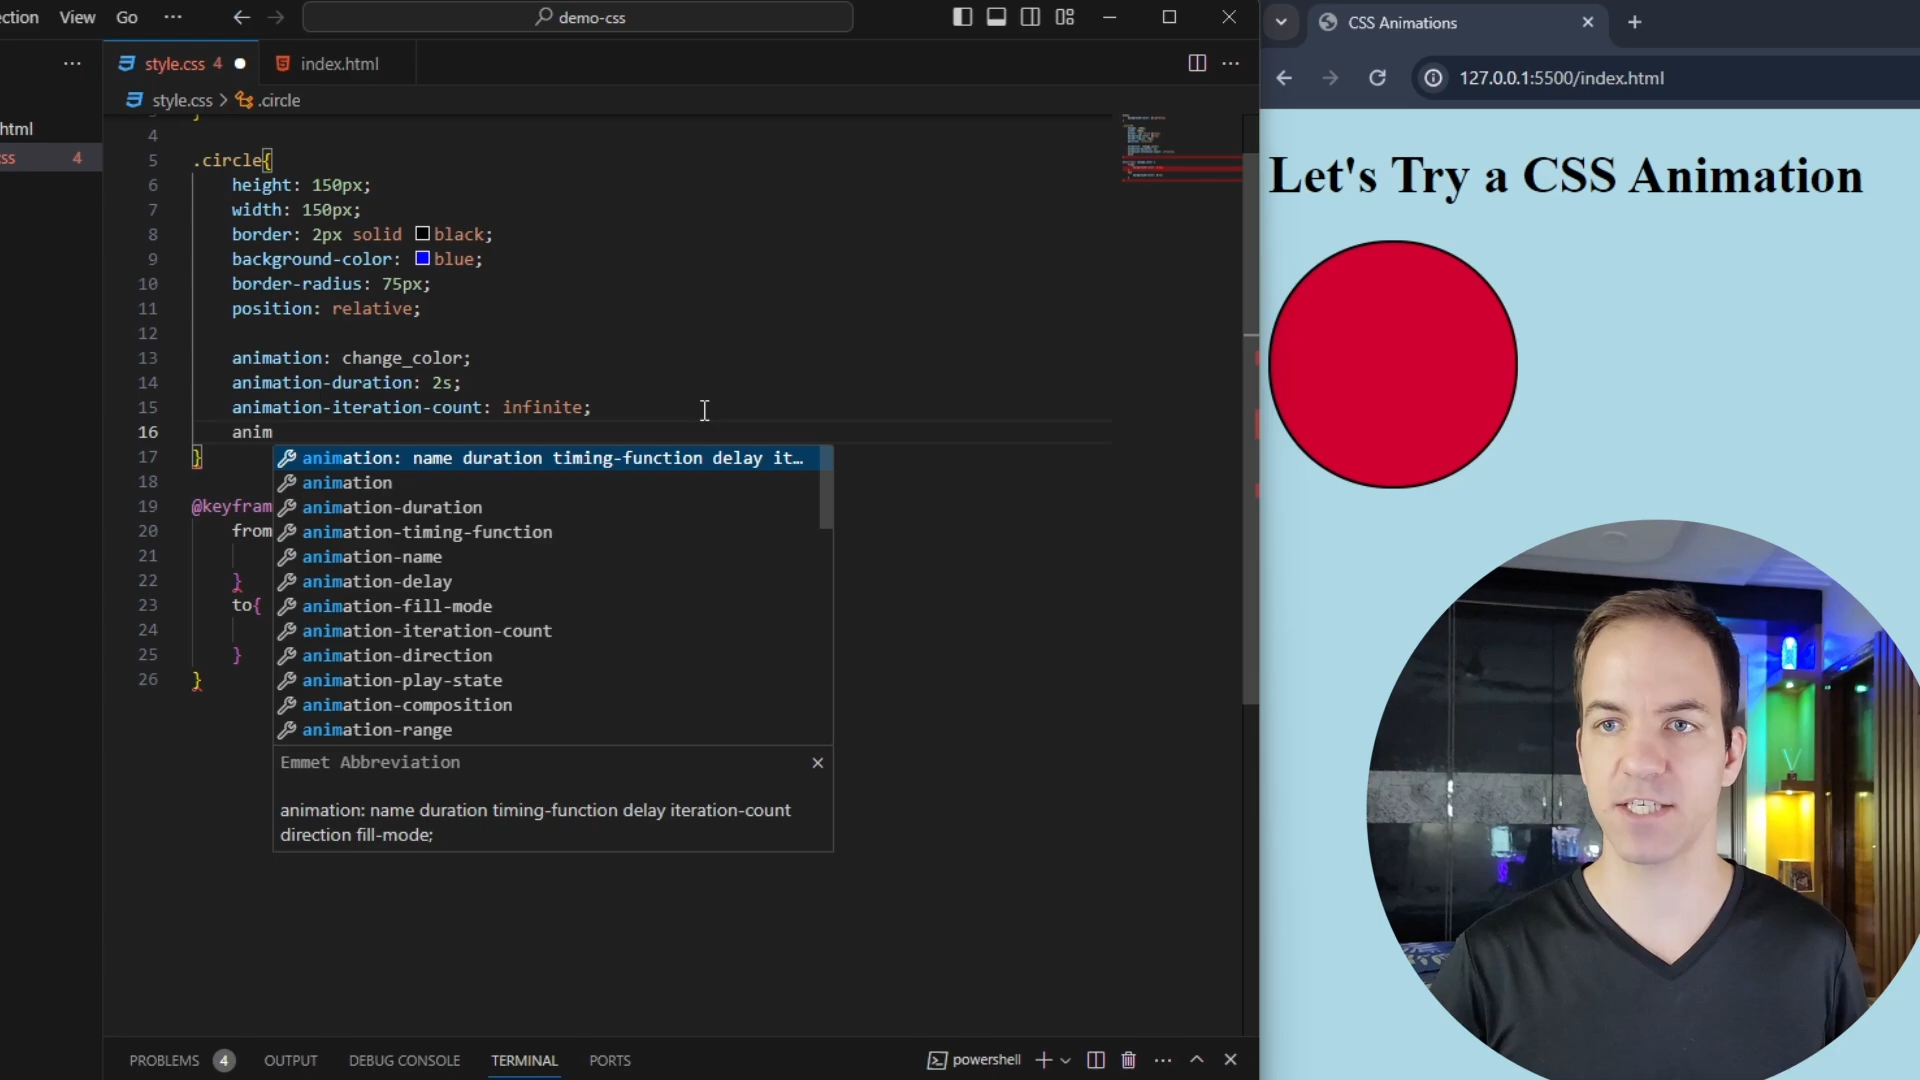 ction View Go ··· demo-css
style.css 4 index.html
style.css > .circle
html
ss 4
4
5 .circle{
6 height: 150px;
7 width: 150px;
8 border: 2px solid black;
9 background-color: blue;
10 border-radius: 75px;
11 position: relative;
12
13 animation: change_color;
14 animation-duration: 2s;
15 animation-iteration-count: infinite;
16 anim
17 }
animation: name duration timing-function delay it…
18
animation
19 @keyfram
animation-duration
20 from
animation-timing-function
21
animation-name
22 }
animation-delay
23 to{
animation-fill-mode
24
animation-iteration-count
25 }
animation-direction
26 }
animation-play-state
animation-composition
animation-range
Emmet Abbreviation
animation: name duration timing-function delay iteration-count
direction fill-mode;
PROBLEMS 4 OUTPUT DEBUG CONSOLE TERMINAL PORTS powershell
CSS Animations
127.0.0.1:5500/index.html
Let's Try a CSS Animation